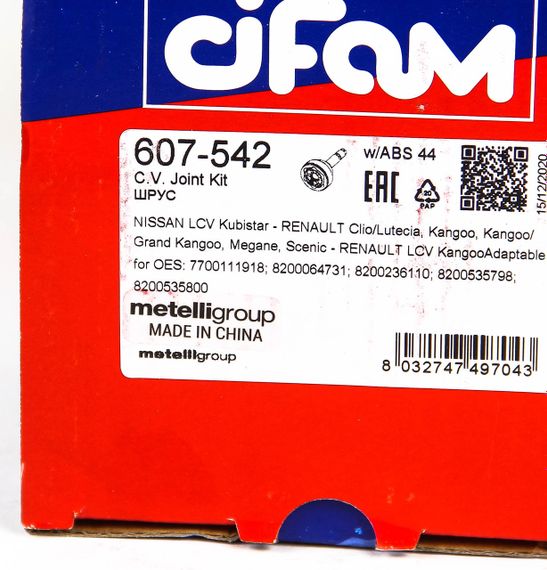 cifam
607-542
w/ABS 44
C.V. Joint Kit
ШРУС
EAC
20
PAP
15/12/2020
NISSAN LCV Kubistar - RENAULT Clio/Lutecia, Kangoo, Kangoo/
Grand Kangoo, Megane, Scenic - RENAULT LCV KangooAdaptable
for OES: 7700111918; 8200064731; 8200236110; 8200535798;
8200535800
metelligroup
MADE IN CHINA
metelligroup
8 032747 497043